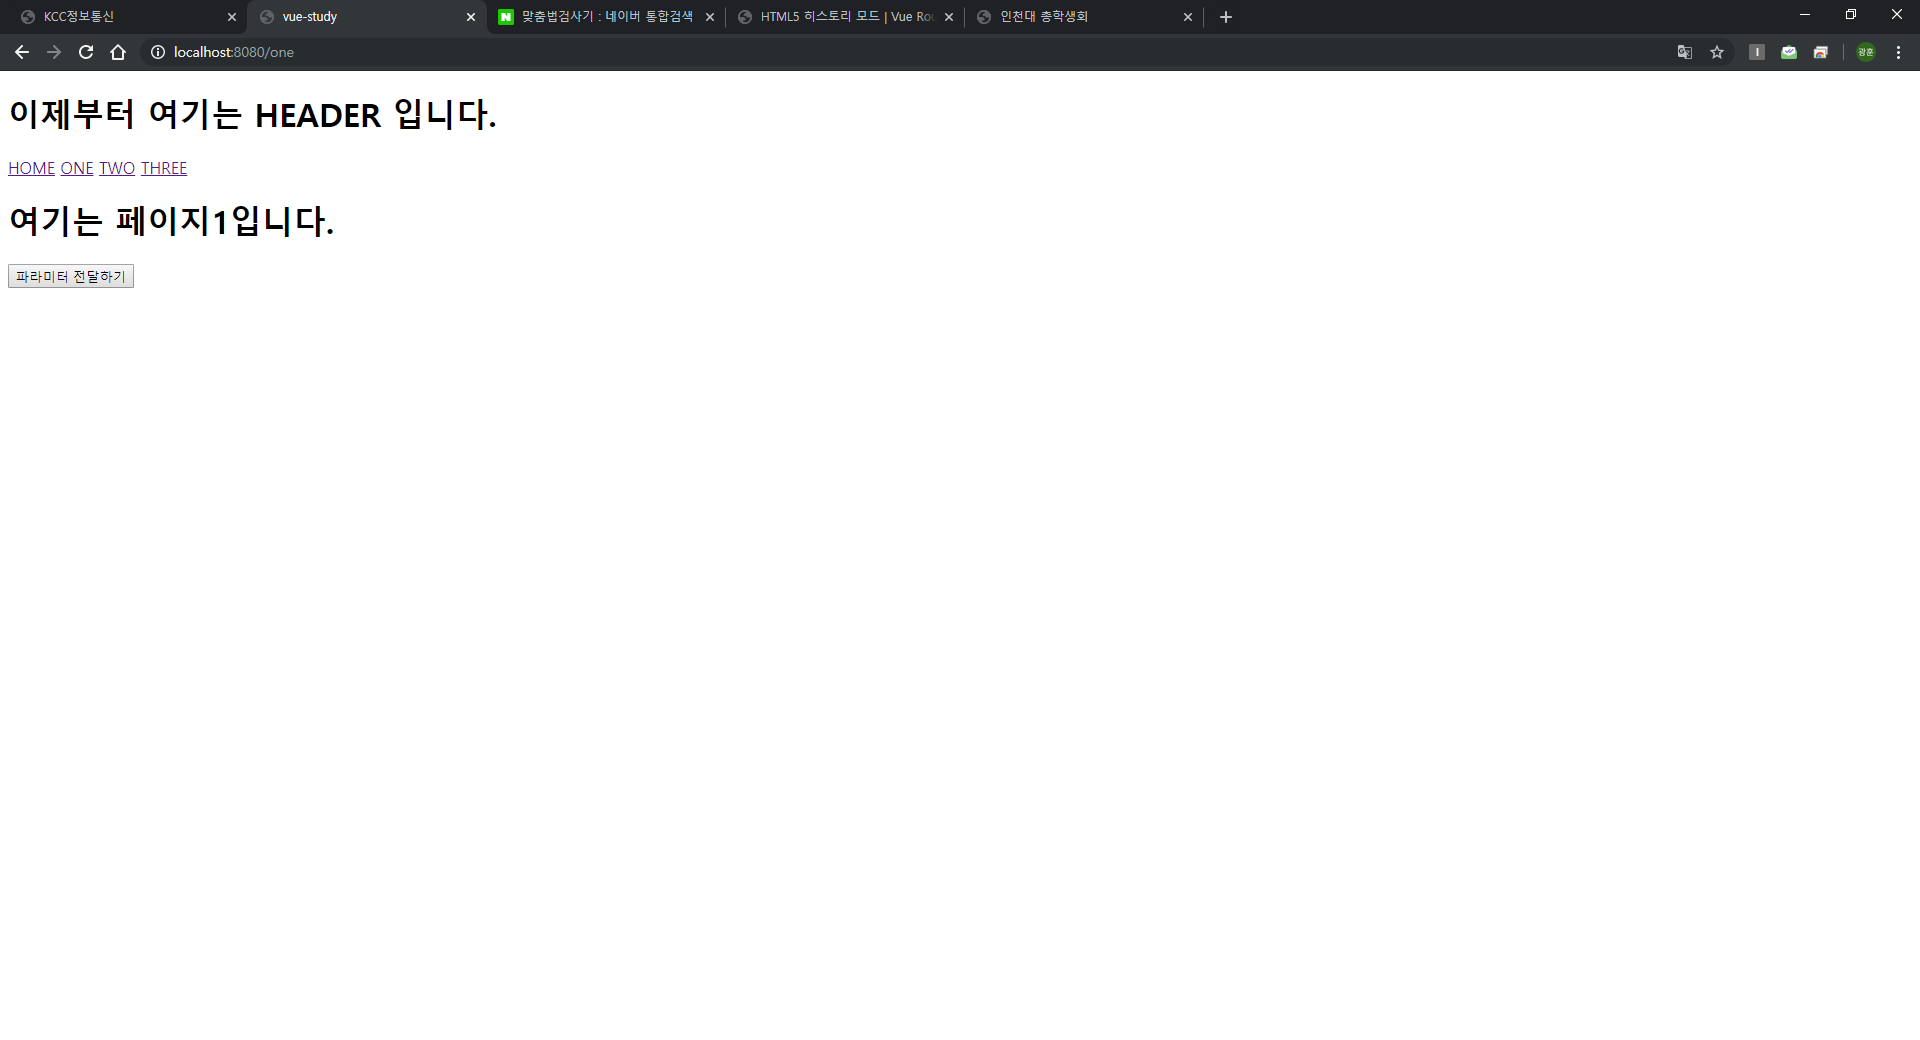 KCC정보통신
vue-study
맞춤법검사기 : 네이버 통합검색
HTML5 히스토리 모드 | Vue Rou
인천대 총학생회
localhost:8080/one
I
광훈
이제부터 여기는 HEADER 입니다.
HOME ONE TWO THREE
여기는 페이지1입니다.
파라미터 전달하기